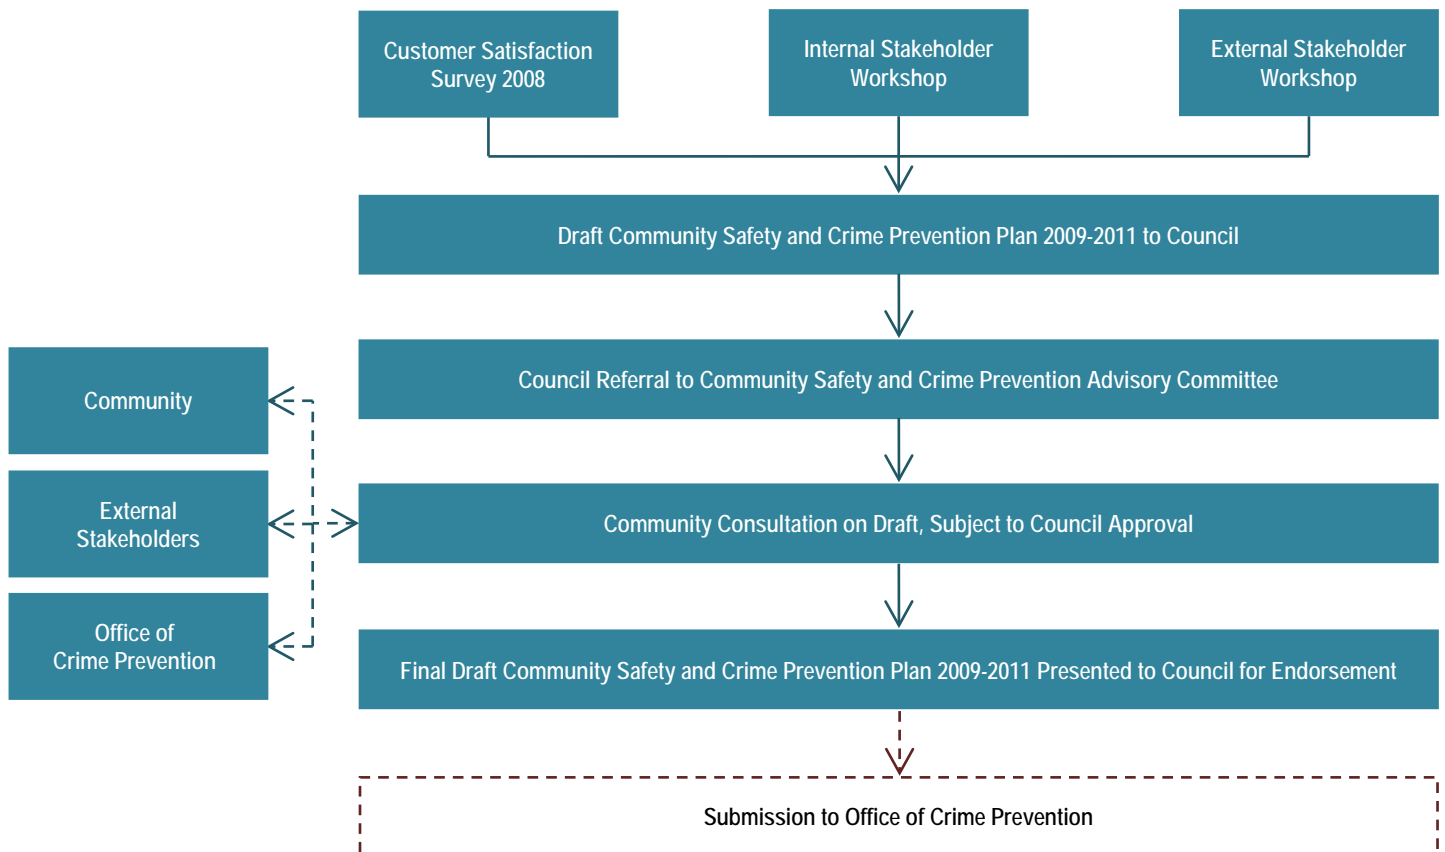 Customer Satisfaction
Survey 2008
Internal Stakeholder
Workshop
External Stakeholder
Workshop
Draft Community Safety and Crime Prevention Plan 2009-2011 to Council
Council Referral to Community Safety and Crime Prevention Advisory Committee
Community
External
Stakeholders
Community Consultation on Draft, Subject to Council Approval
Office of
Crime Prevention
Final Draft Community Safety and Crime Prevention Plan 2009-2011 Presented to Council for Endorsement
Submission to Office of Crime Prevention